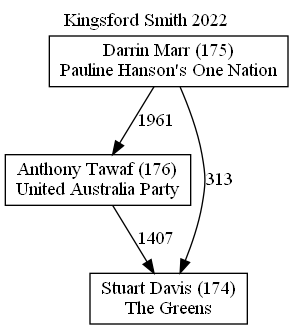 Kingsford Smith 2022
Darrin Marr (175)
Pauline Hanson's One Nation
1961
Anthony Tawaf (176)
United Australia Party
313
1407
Stuart Davis (174)
The Greens